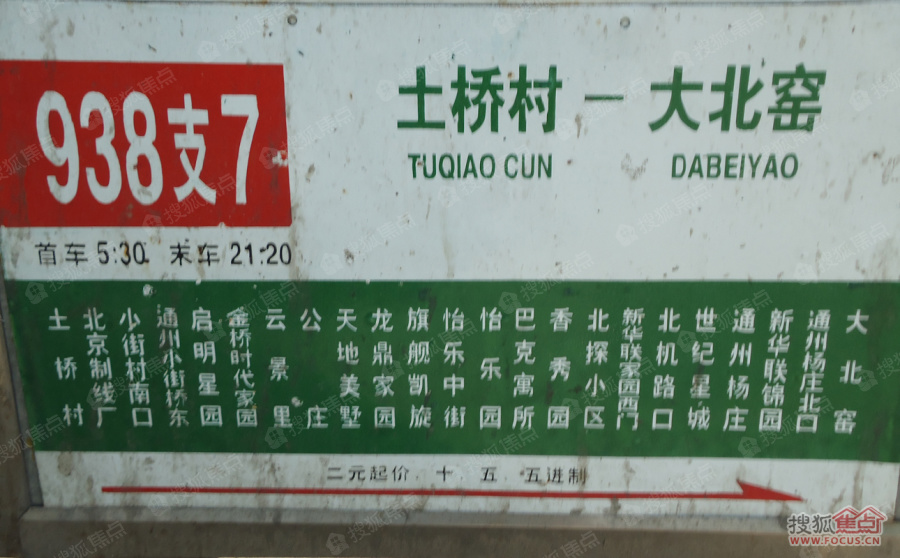 938支7
土桥村 — 大北窑
TUQIAO CUN DABEIYAO
首车 5:30 末车 21:20
土桥村
北京制线厂
少街村南口
通州小街桥东
启明星园
金桥时代家园
云景里
公庄
天地美墅
龙鼎家园
旗舰凯旋
怡乐中街
怡乐园
巴克寓所
香秀园
北探小区
新华联家园西门
北机路口
世纪星城
通州杨庄
新华联锦园
通州杨庄北口
大北窑
二元起价 十 五 五进制
搜狐焦点
WWW.FOCUS.CN